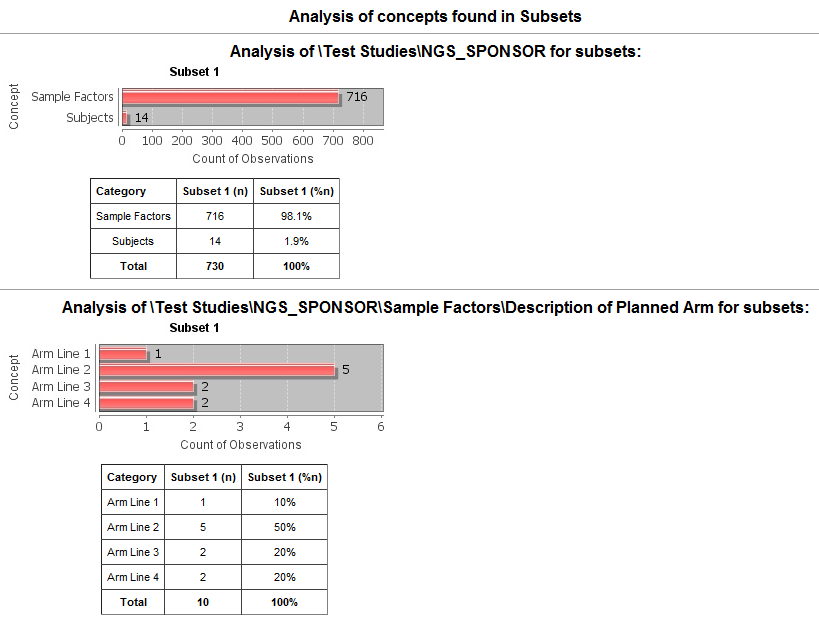 Analysis of concepts found in Subsets
Analysis of \Test Studies\NGS_SPONSOR for subsets:
Subset 1
Concept
Sample Factors 716
Subjects 14
0 100 200 300 400 500 600 700 800
Count of Observations
Category Subset 1 (n) Subset 1 (%n)
Sample Factors 716 98.1%
Subjects 14 1.9%
Total 730 100%
Analysis of \Test Studies\NGS_SPONSOR\Sample Factors\Description of Planned Arm for subsets:
Subset 1
Concept
Arm Line 1 1
Arm Line 2 5
Arm Line 3 2
Arm Line 4 2
0 1 2 3 4 5 6
Count of Observations
Category Subset 1 (n) Subset 1 (%n)
Arm Line 1 1 10%
Arm Line 2 5 50%
Arm Line 3 2 20%
Arm Line 4 2 20%
Total 10 100%